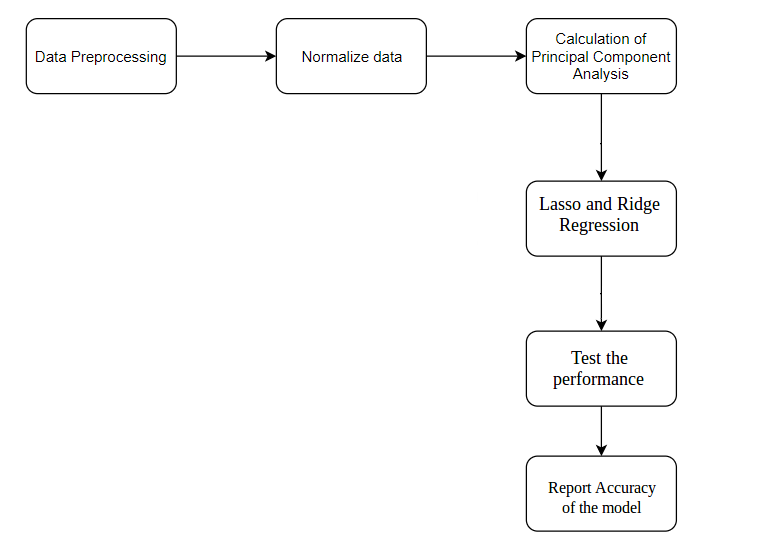 Data Preprocessing
Normalize data
Calculation of
Principal Component
Analysis
Lasso and Ridge
Regression
Test the
performance
Report Accuracy
of the model